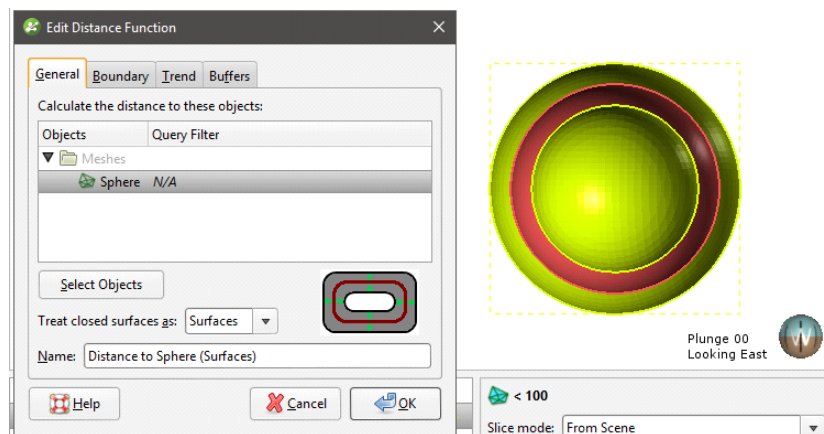 Edit Distance Function
General Boundary Trend Buffers
Calculate the distance to these objects:
Objects Query Filter
Meshes
Sphere N/A
Select Objects
Treat closed surfaces as: Surfaces
Name: Distance to Sphere (Surfaces)
Help Cancel OK
Plunge 00
Looking East
< 100
Slice mode: From Scene